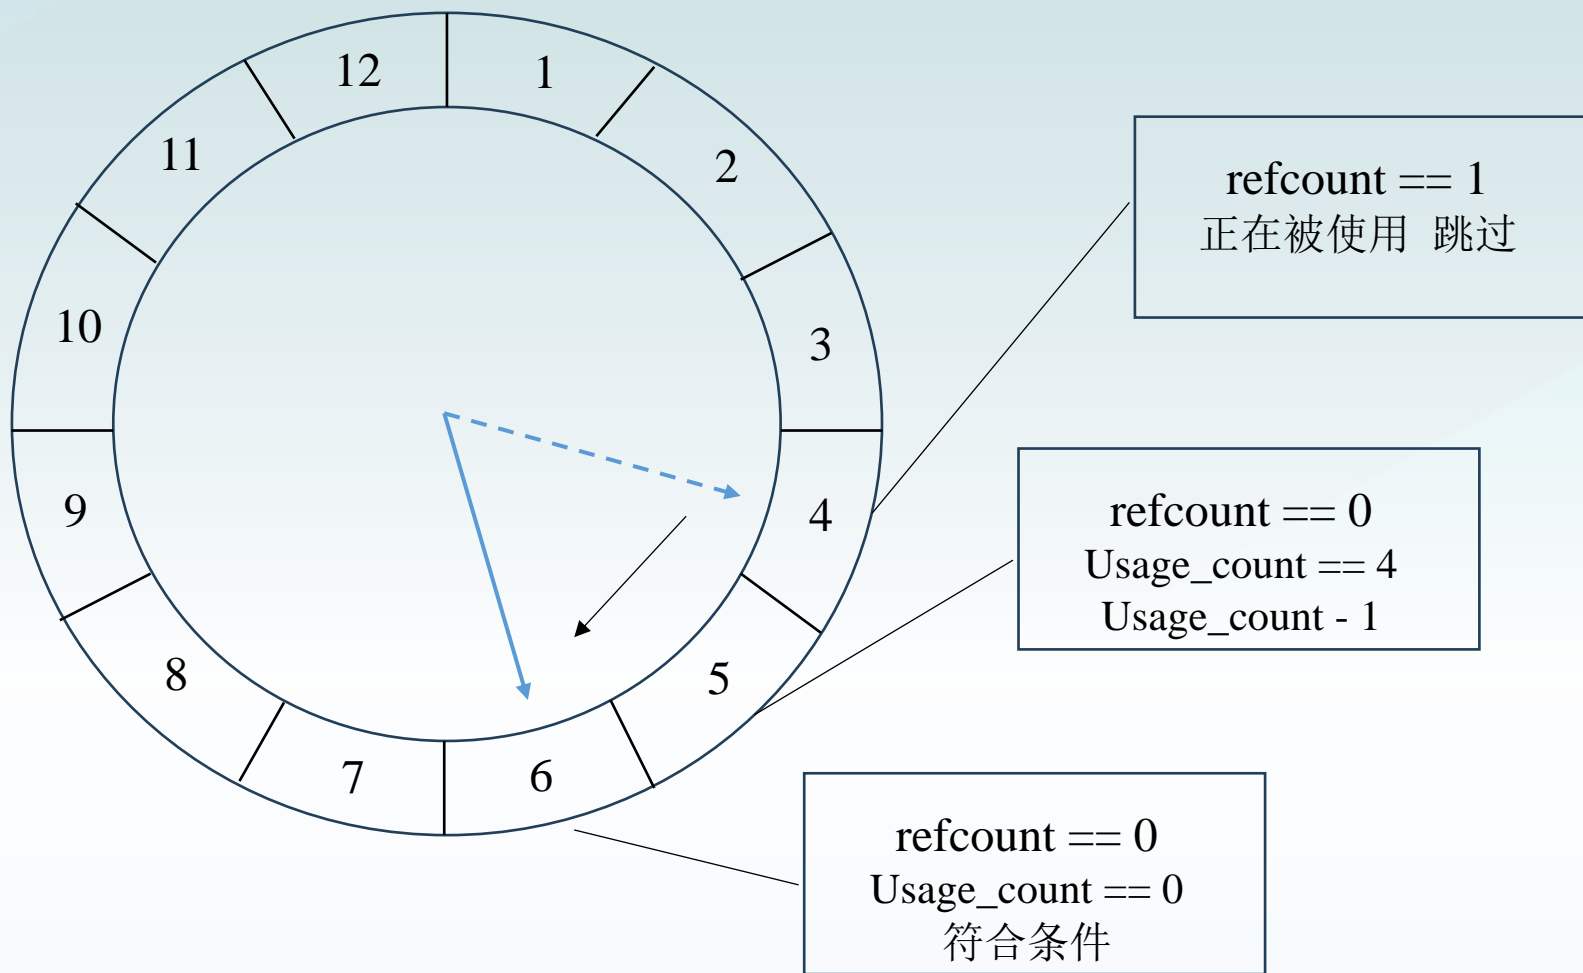 12
1
11
2
10
3
9
4
8
5
7
6
refcount == 1
正在被使用 跳过
refcount == 0
Usage_count == 4
Usage_count - 1
refcount == 0
Usage_count == 0
符合条件